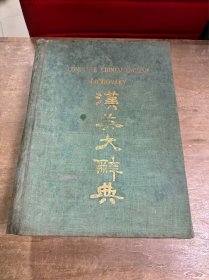 A
COMPLETE CHINESE-ENGLISH
DICTIONARY
漢英大辭典